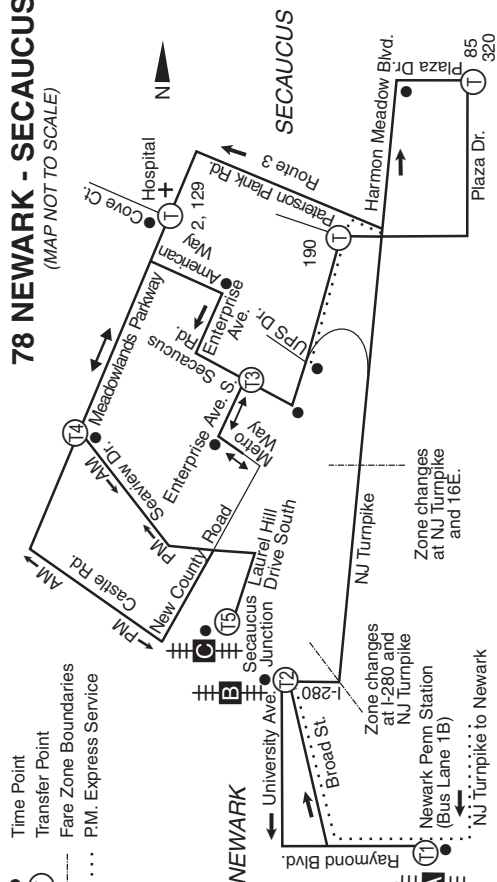 78 NEWARK - SECAUCUS
(MAP NOT TO SCALE)
Time Point
Transfer Point
Fare Zone Boundaries
P.M. Express Service
N
SECAUCUS
NEWARK
Cove Ct.
Hospital
T
2, 129
American
Way
Meadowlands Parkway
T4
Seaview Dr.
AM
PM
Castle Rd.
AM
PM
New County Road
Enterprise
Ave.
Secaucus
Rd.
S.
T3
Enterprise Ave.
Metro
Way
UPS Dr.
Route 3
Paterson Plank Rd.
T
190
Harmon Meadow Blvd.
Plaza Dr.
T
85
320
Plaza Dr.
Laurel Hill
Drive South
T5
C
Secaucus
Junction
B
T2
I-280
University Ave.
Broad St.
Raymond Blvd.
T1
Newark Penn Station
(Bus Lane 1B)
NJ Turnpike to Newark
Zone changes
at I-280 and
NJ Turnpike
NJ Turnpike
Zone changes
at NJ Turnpike
and 16E.